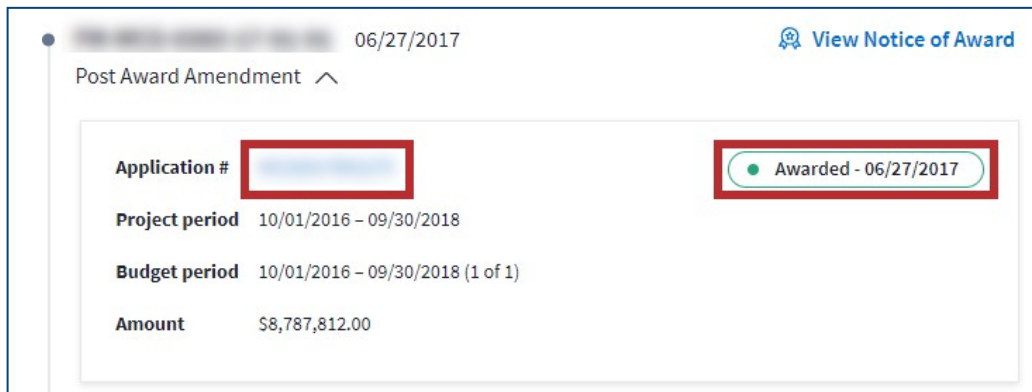 06/27/2017 View Notice of Award
Post Award Amendment
Application # Awarded - 06/27/2017
Project period 10/01/2016 – 09/30/2018
Budget period 10/01/2016 – 09/30/2018 (1 of 1)
Amount $8,787,812.00